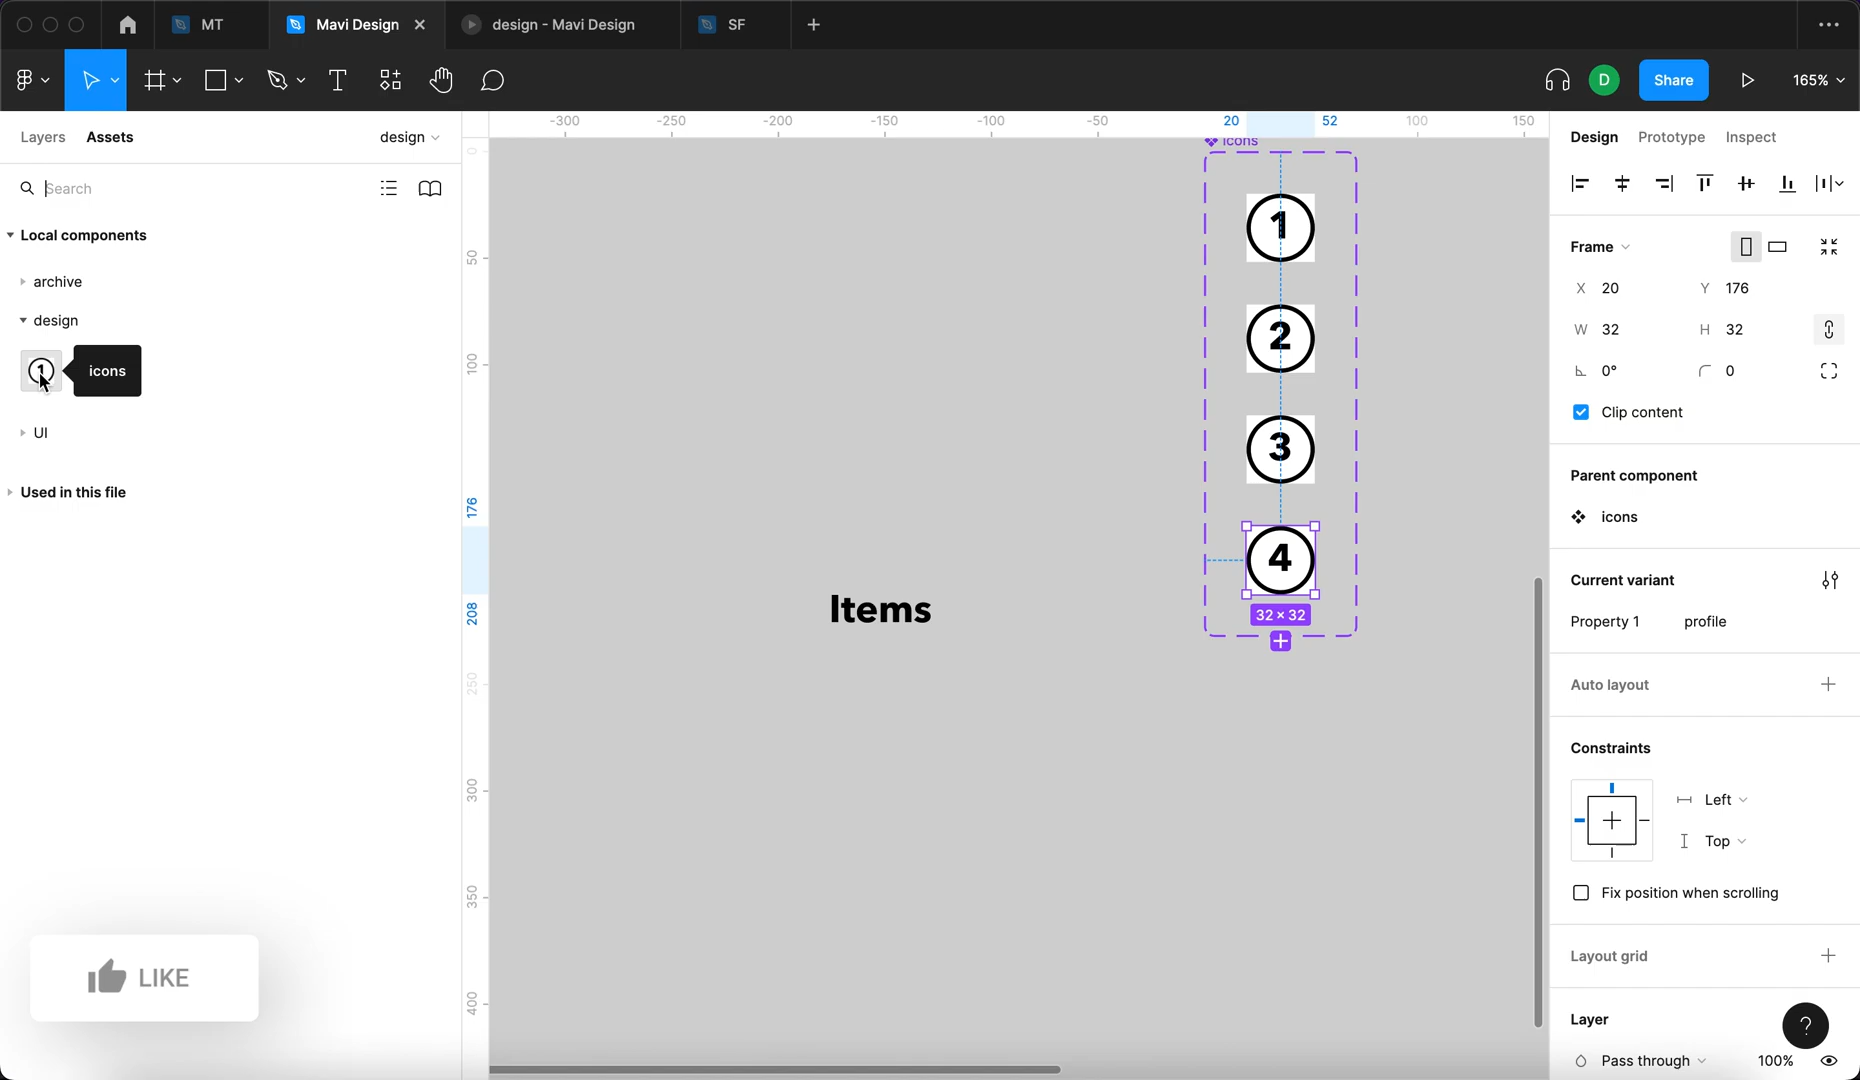 MT
Mavi Design
design - Mavi Design
SF
T
D
Share
165%
Layers
Assets
design
Search
Local components
archive
design
1
icons
UI
Used in this file
LIKE
-300
-250
-200
-150
-100
-50
20
52
100
150
0
50
100
176
208
250
300
350
400
icons
1
2
3
4
32 × 32
Items
Design
Prototype
Inspect
Frame
X 20
Y 176
W 32
H 32
0°
0
Clip content
Parent component
icons
Current variant
Property 1
profile
Auto layout
Constraints
Left
Top
Fix position when scrolling
Layout grid
Layer
?
Pass through
100%